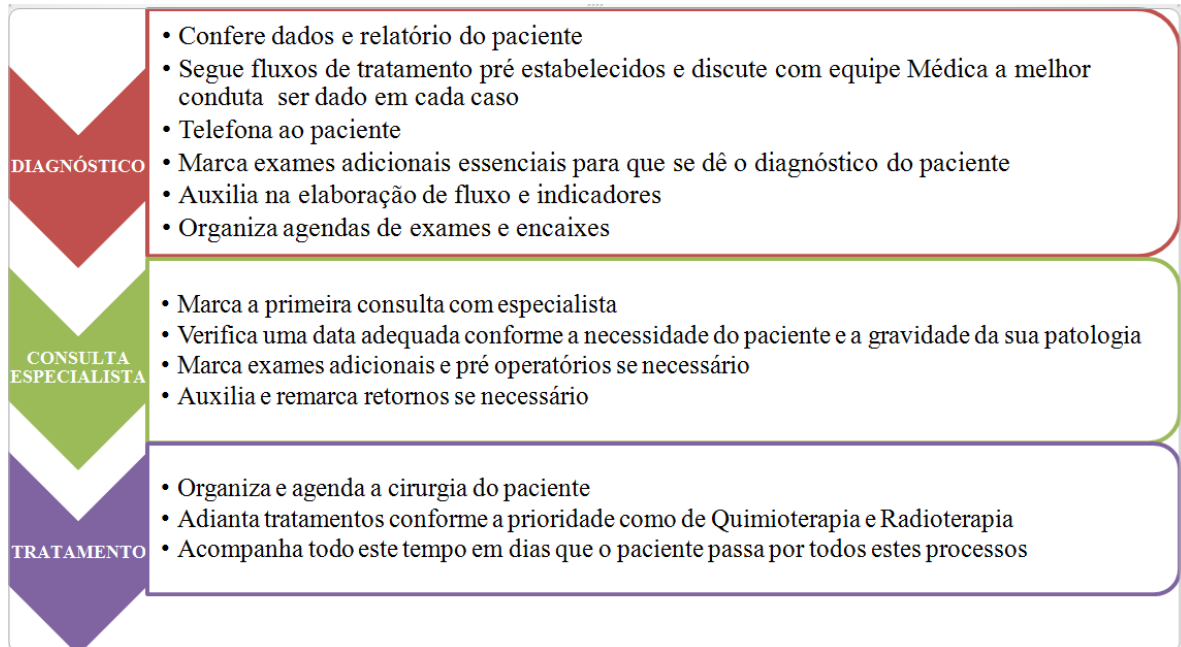 DIAGNÓSTICO
• Confere dados e relatório do paciente
• Segue fluxos de tratamento pré estabelecidos e discute com equipe Médica a melhor
conduta ser dado em cada caso
• Telefona ao paciente
• Marca exames adicionais essenciais para que se dê o diagnóstico do paciente
• Auxilia na elaboração de fluxo e indicadores
• Organiza agendas de exames e encaixes
CONSULTA
ESPECIALISTA
• Marca a primeira consulta com especialista
• Verifica uma data adequada conforme a necessidade do paciente e a gravidade da sua patologia
• Marca exames adicionais e pré operatórios se necessário
• Auxilia e remarca retornos se necessário
TRATAMENTO
• Organiza e agenda a cirurgia do paciente
• Adianta tratamentos conforme a prioridade como de Quimioterapia e Radioterapia
• Acompanha todo este tempo em dias que o paciente passa por todos estes processos